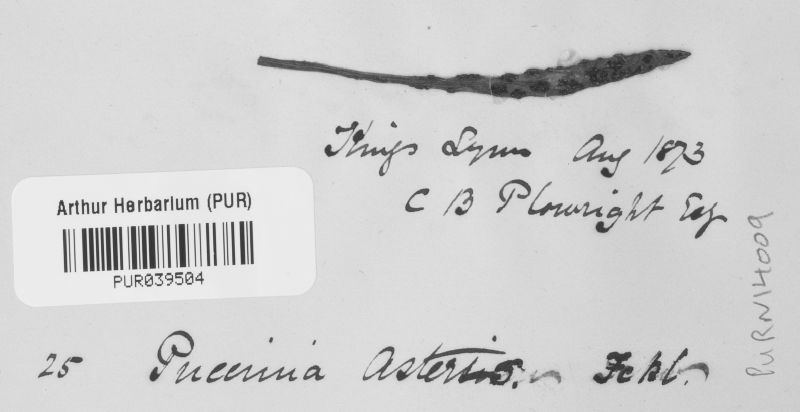 Kings Lynn Aug 1873
C B Plowright Esq
Arthur Herbarium (PUR)
PUR039504
PURN14009
25 Puccinia Asteris. Fckl.